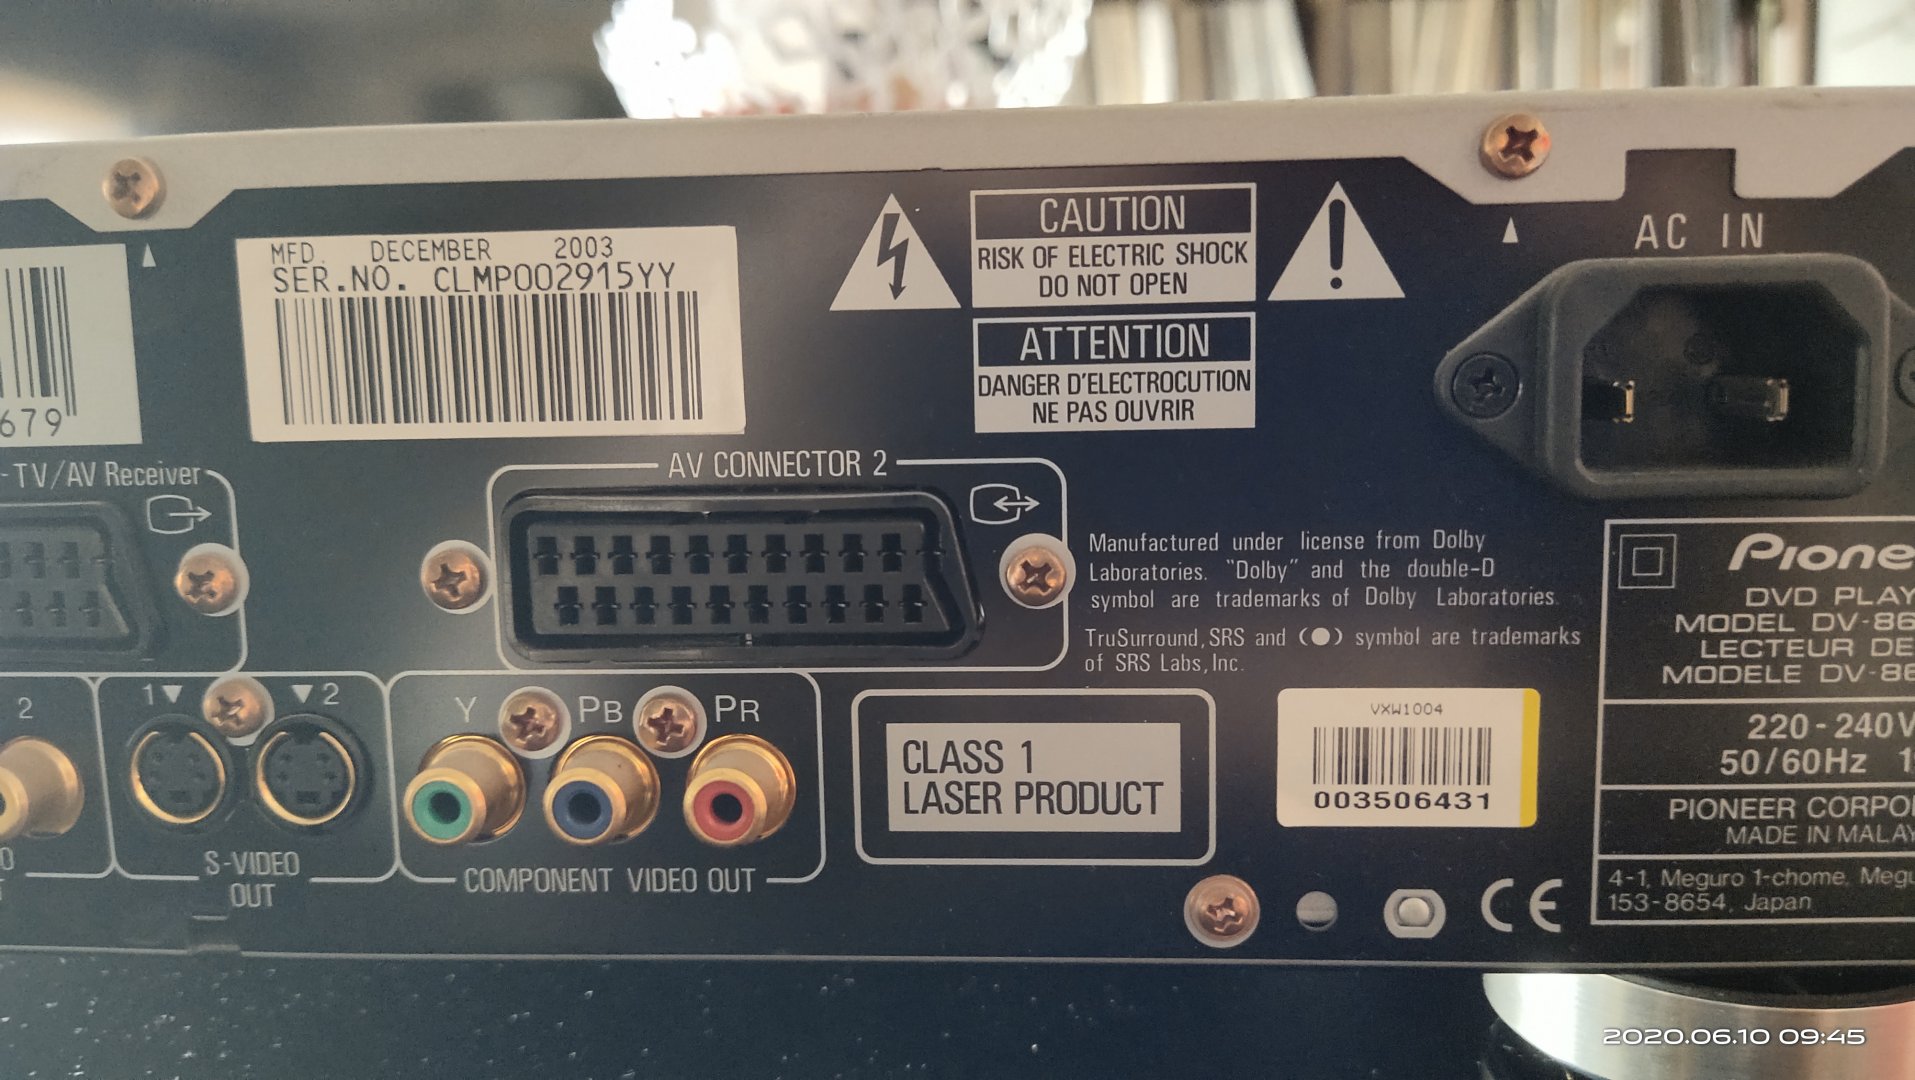 MFD. DECEMBER 2003
SER.NO. CLMP002915YY
679
CAUTION
RISK OF ELECTRIC SHOCK
DO NOT OPEN
ATTENTION
DANGER D'ELECTROCUTION
NE PAS OUVRIR
AC IN
-TV/AV Receiver
AV CONNECTOR 2
Manufactured under license from Dolby
Laboratories. "Dolby" and the double-D
symbol are trademarks of Dolby Laboratories.
TruSurround, SRS and (●) symbol are trademarks
of SRS Labs, Inc.
2
1▼ ▼2
S-VIDEO
OUT
Y PB PR
COMPONENT VIDEO OUT
CLASS 1
LASER PRODUCT
VXW1004
003506431
CE
Pione
DVD PLAY
MODEL DV-86
LECTEUR DE
MODELE DV-86
220-240V
50/60Hz 1
PIONEER CORPO
MADE IN MALAY
4-1, Meguro 1-chome, Megu
153-8654, Japan
2020.06.10 09:45